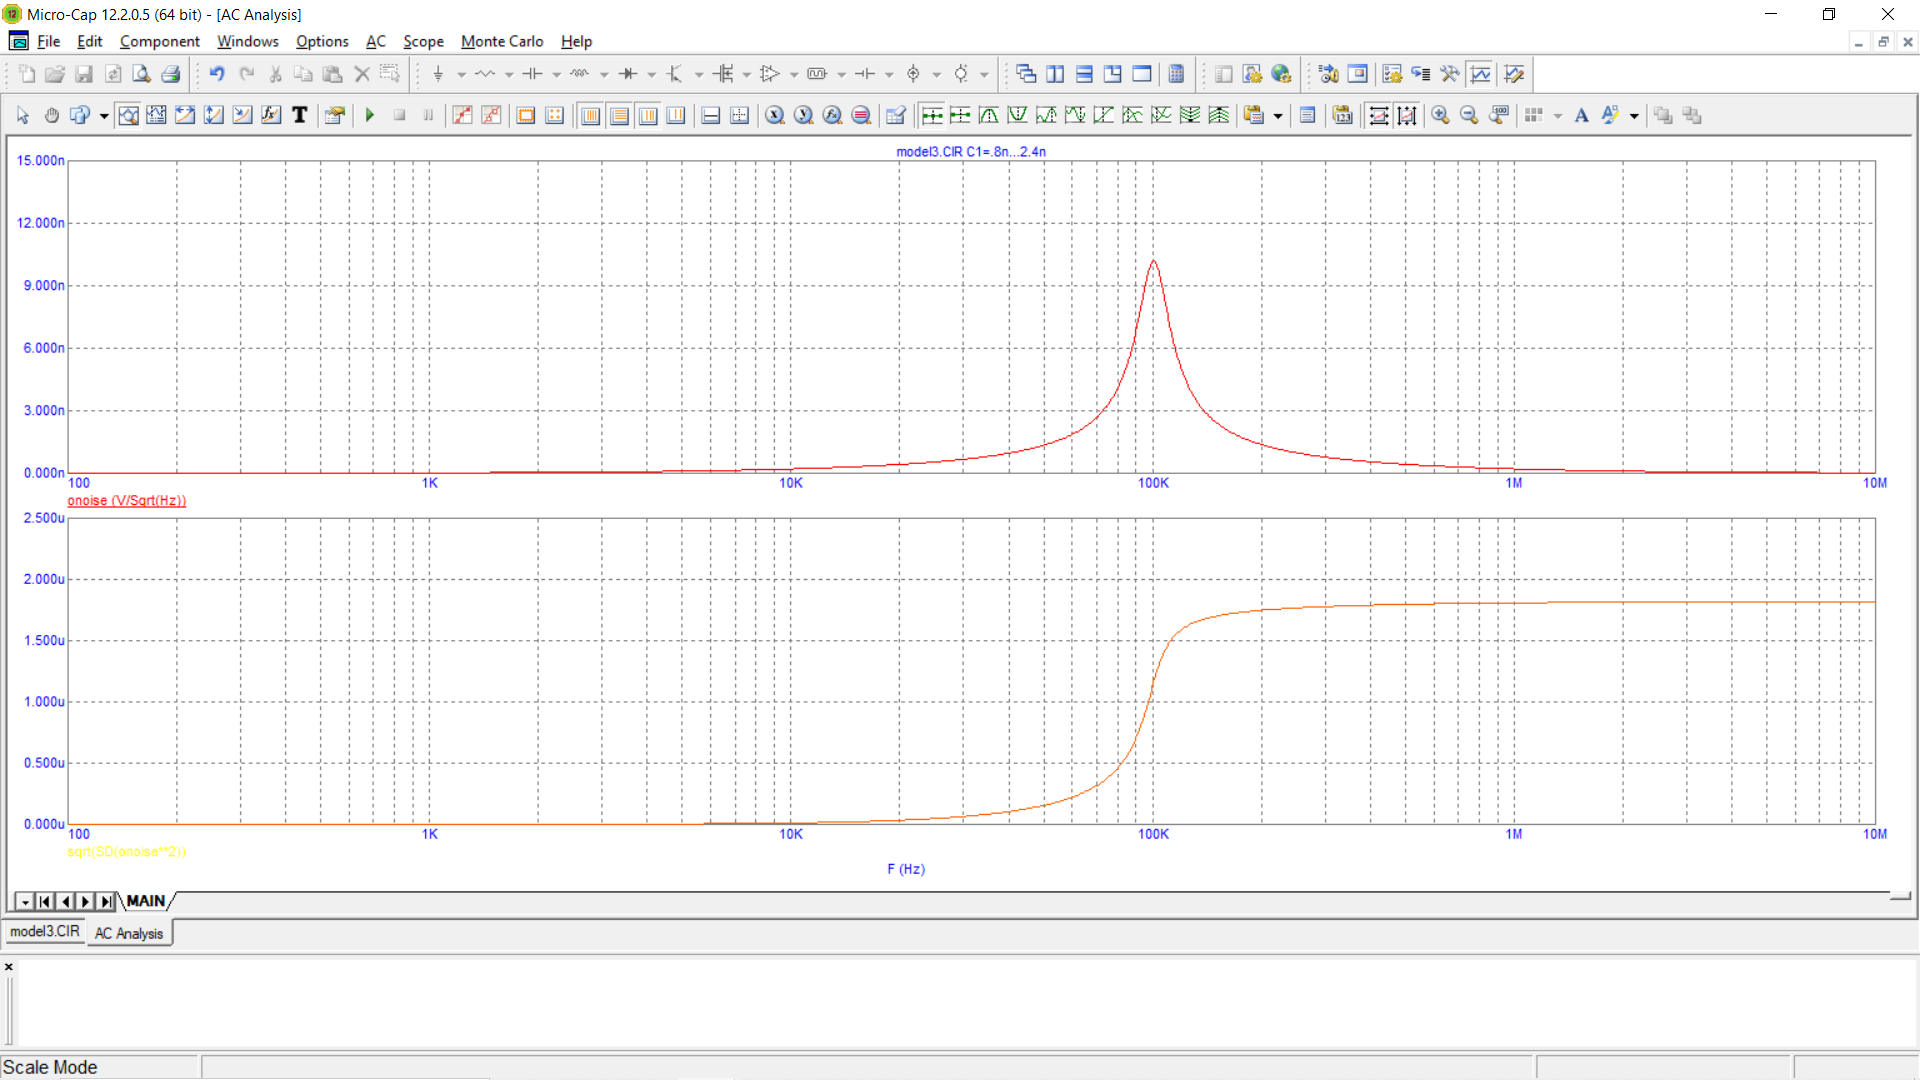 Micro-Cap 12.2.0.5 (64 bit) - [AC Analysis]
File Edit Component Windows Options AC Scope Monte Carlo Help
model3.CIR C1=.8n...2.4n
15.000n
12.000n
9.000n
6.000n
3.000n
0.000n
100 1K 10K 100K 1M 10M
onoise (V/Sqrt(Hz))
2.500u
2.000u
1.500u
1.000u
0.500u
0.000u
100 1K 10K 100K 1M 10M
sqrt(SD(onoise**2))
F (Hz)
MAIN
model3.CIR AC Analysis
Scale Mode